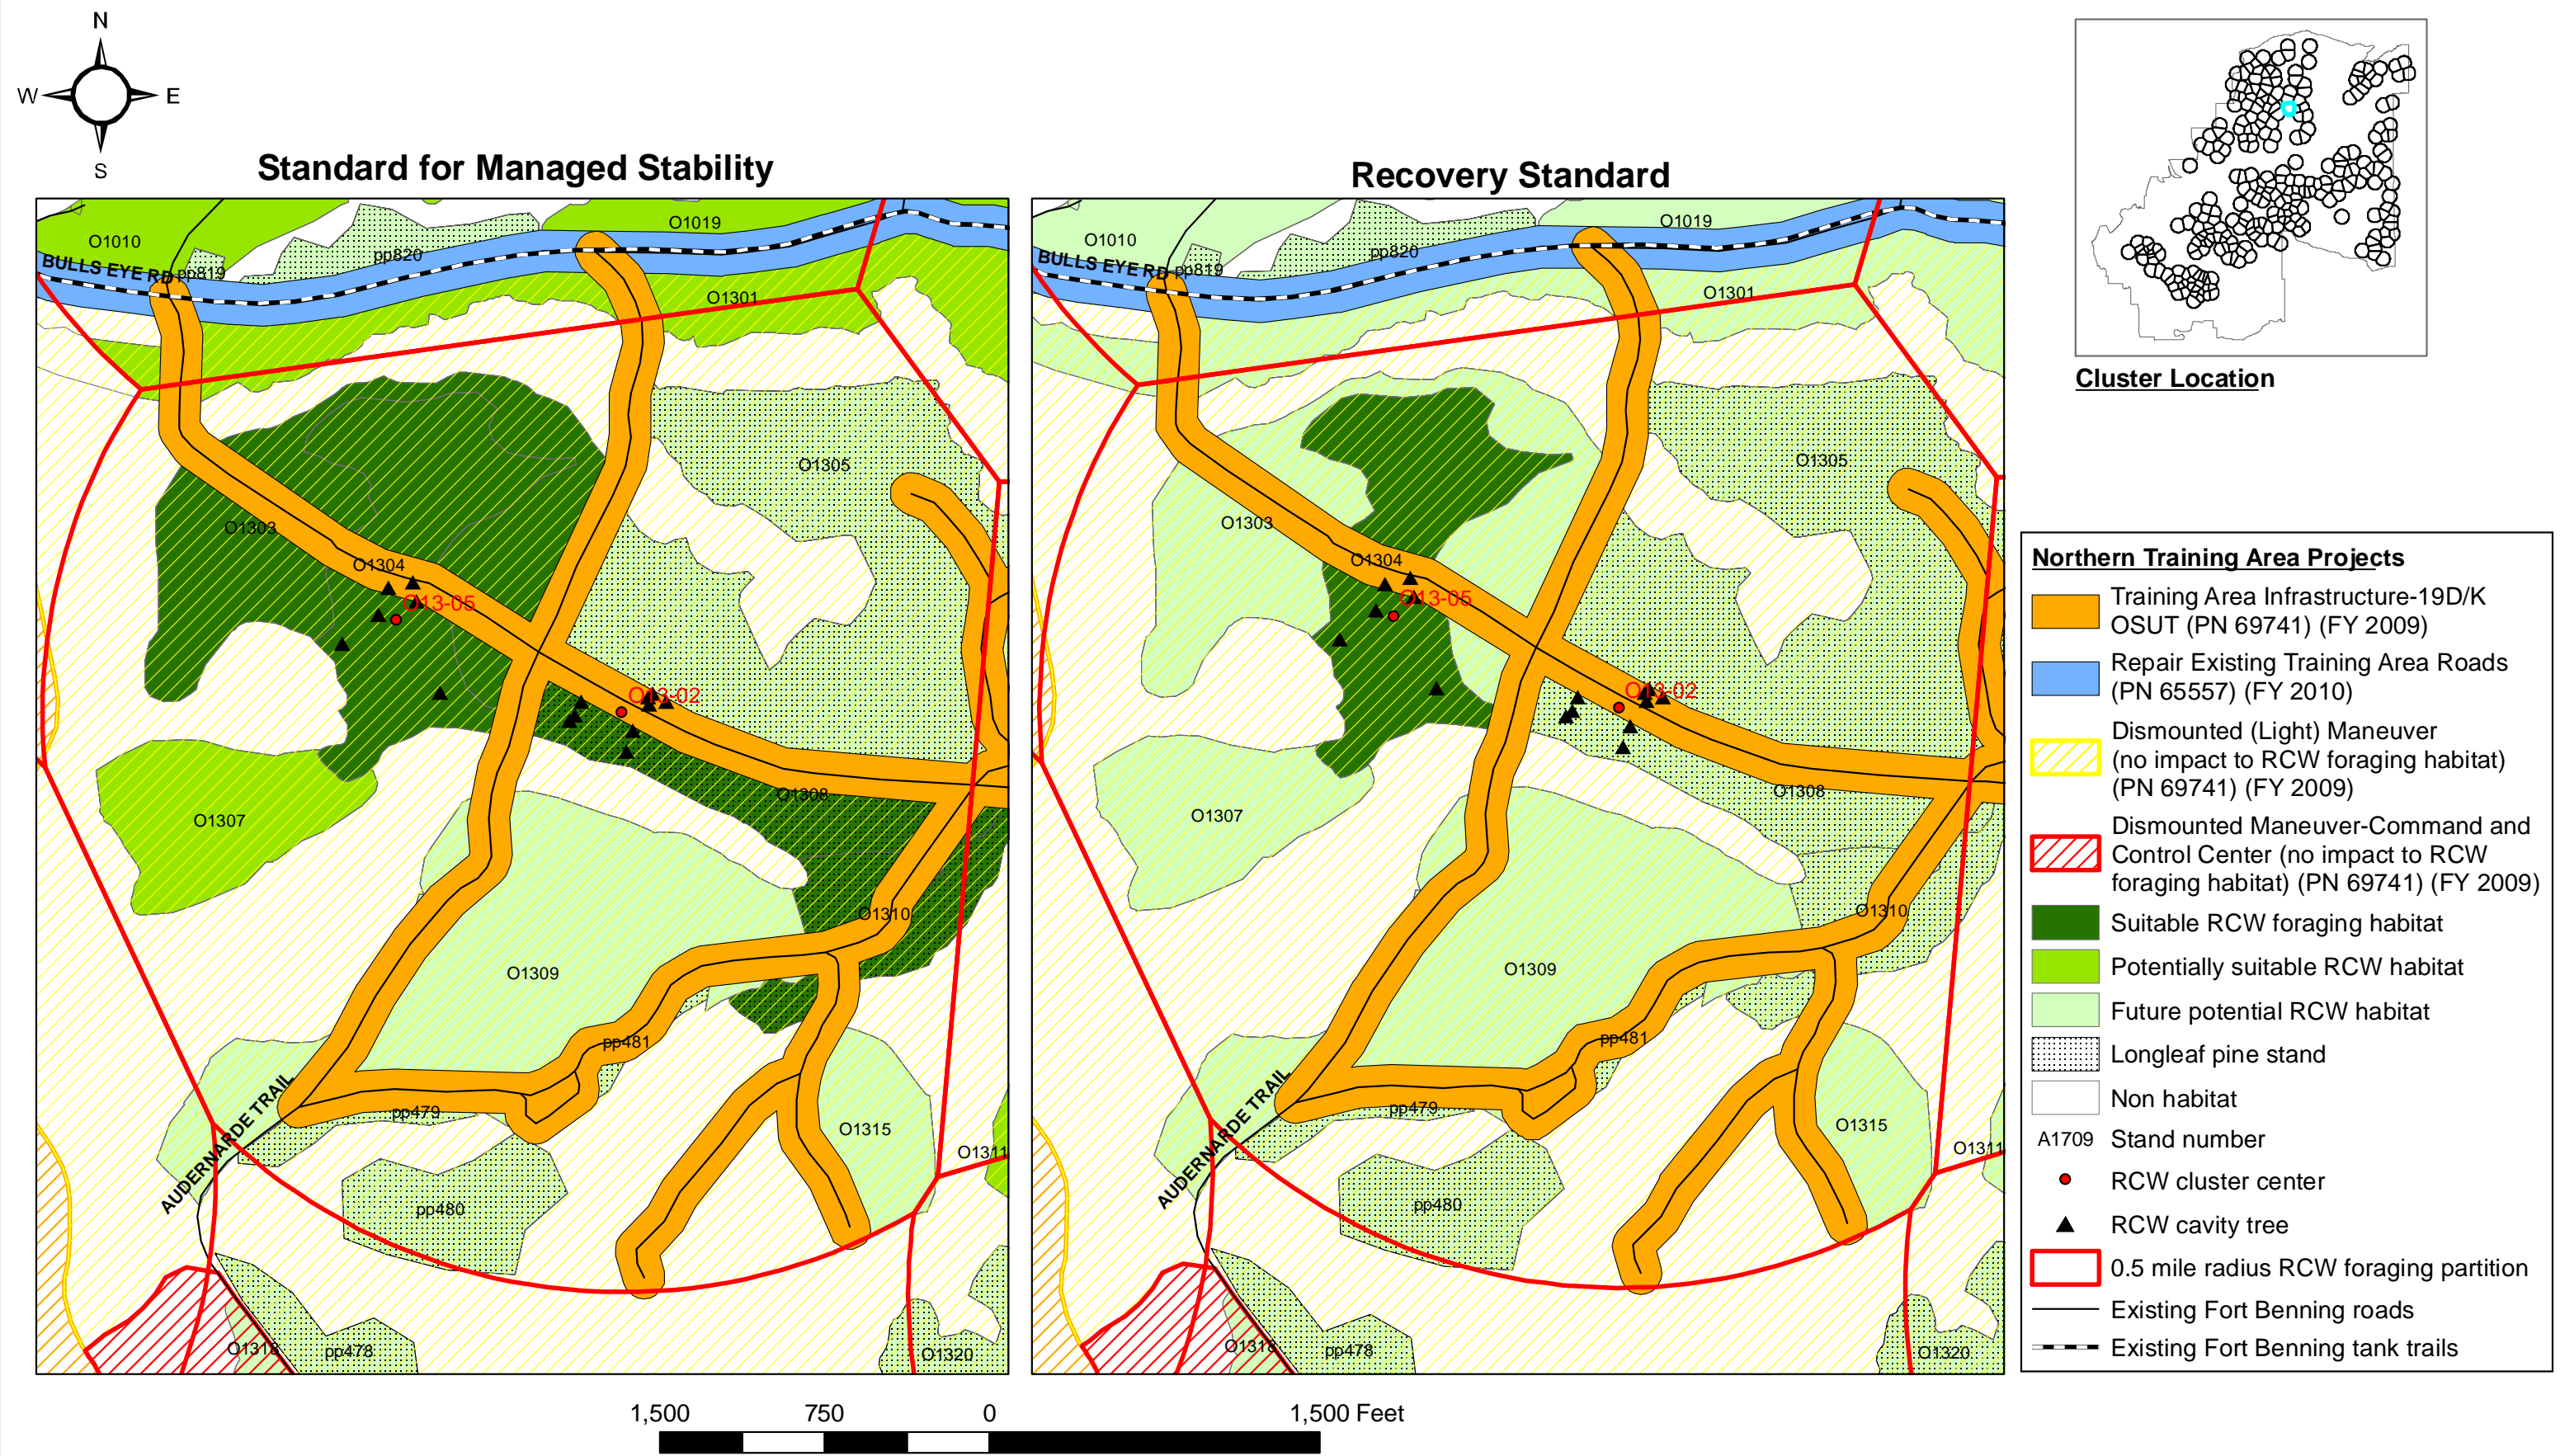 N
W
E
S
Standard for Managed Stability
Recovery Standard
Cluster Location
O1010
O1019
pp820
BULLS EYE RD
pp819
O1301
O1305
O1303
O1304
O13-05
O13-02
O1308
O1307
O1310
O1309
pp481
AUDERNARDE TRAIL
pp479
O1315
O1311
pp480
O1318
pp478
O1320
O1010
O1019
pp820
BULLS EYE RD
pp819
O1301
O1305
O1303
O1304
O13-05
O13-02
O1308
O1307
O1310
O1309
pp481
AUDERNARDE TRAIL
pp479
O1315
O1311
pp480
O1318
pp478
O1320
Northern Training Area Projects
Training Area Infrastructure-19D/K
OSUT (PN 69741) (FY 2009)
Repair Existing Training Area Roads
(PN 65557) (FY 2010)
Dismounted (Light) Maneuver
(no impact to RCW foraging habitat)
(PN 69741) (FY 2009)
Dismounted Maneuver-Command and
Control Center (no impact to RCW
foraging habitat) (PN 69741) (FY 2009)
Suitable RCW foraging habitat
Potentially suitable RCW habitat
Future potential RCW habitat
Longleaf pine stand
Non habitat
A1709 Stand number
RCW cluster center
RCW cavity tree
0.5 mile radius RCW foraging partition
Existing Fort Benning roads
Existing Fort Benning tank trails
1,500 750 0 1,500 Feet